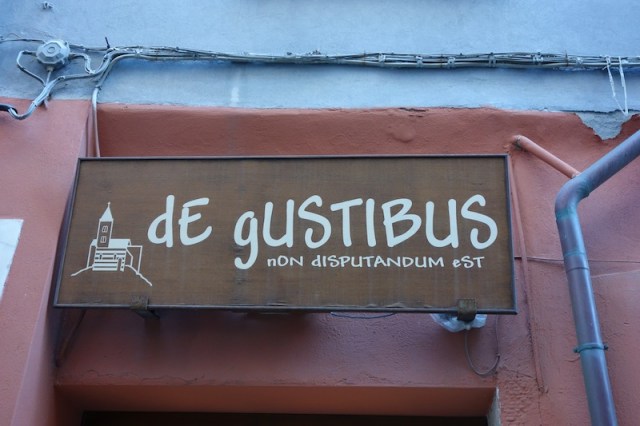 dE gUSTIBUS
nON dISPUTANDUM eST